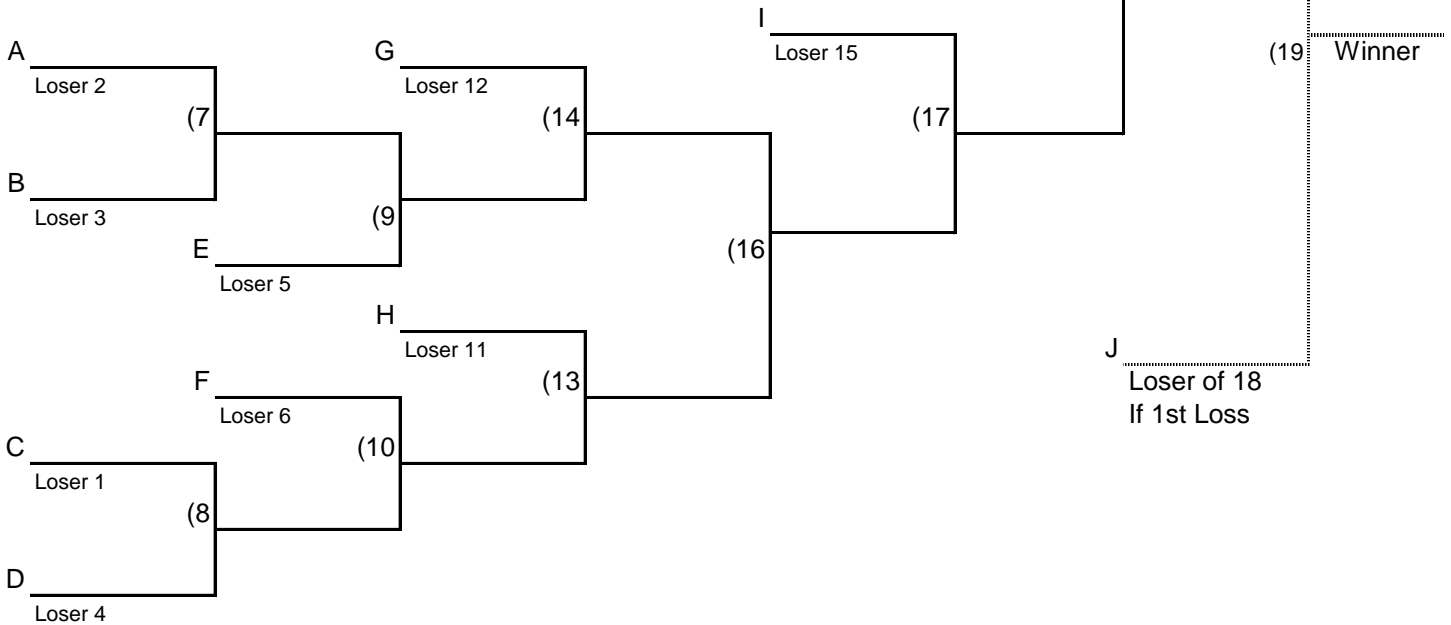 I
A
G
Loser 15
(19
Winner
Loser 2
Loser 12
(7
(14
(17
B
Loser 3
(9
E
(16
Loser 5
H
Loser 11
J
F
(13
Loser of 18
Loser 6
If 1st Loss
C
(10
Loser 1
(8
D
Loser 4